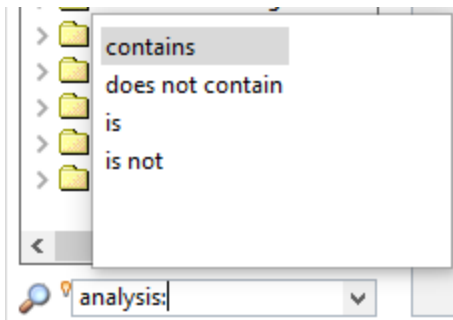 contains
does not contain
is
is not
analysis: